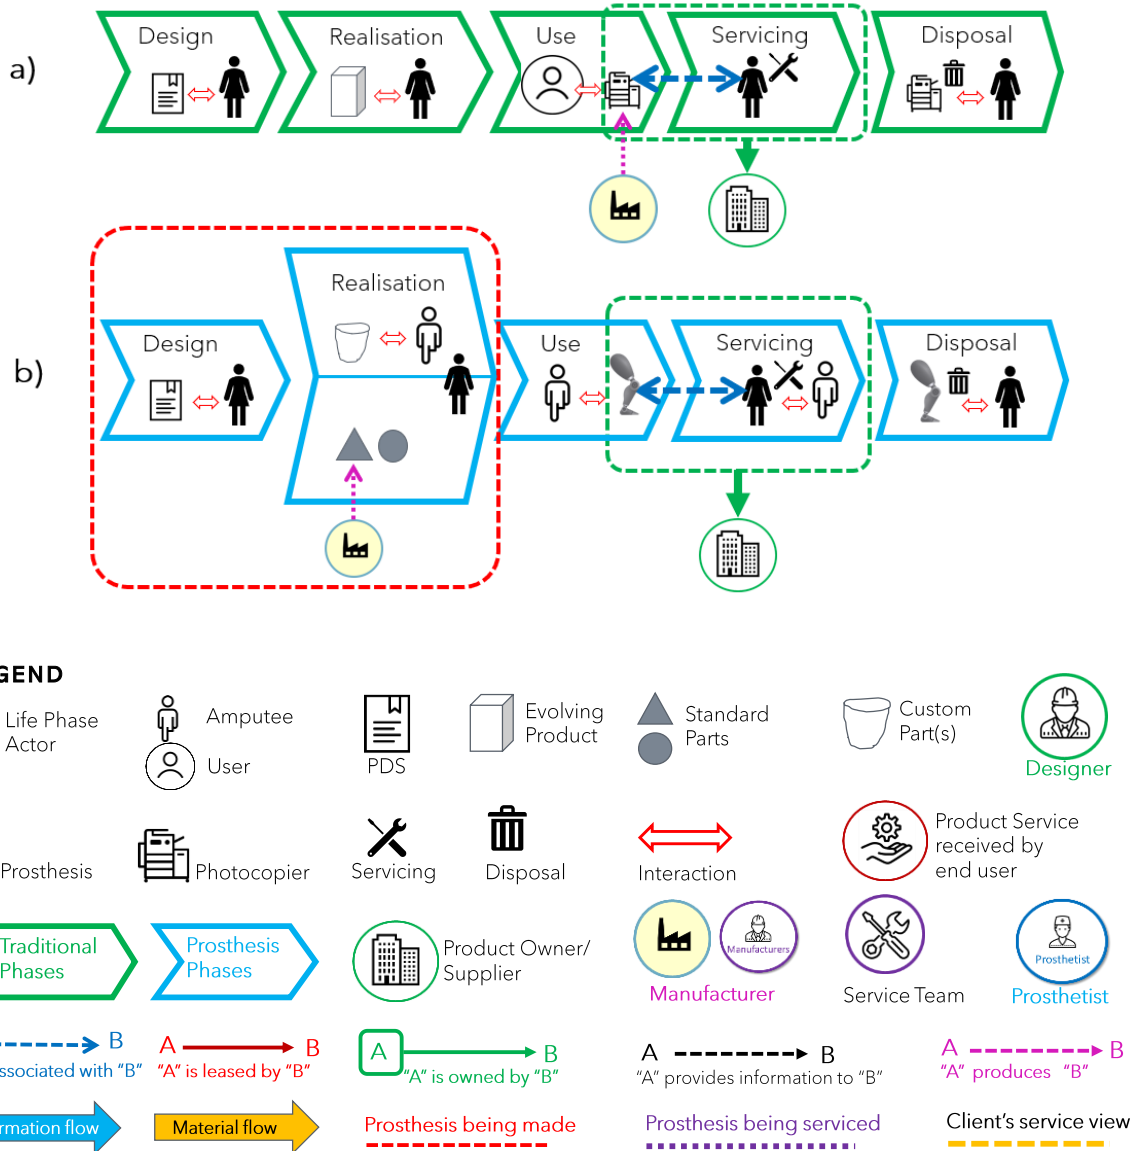 a)
Design
Realisation
Use
Servicing
Disposal
b)
Design
Realisation
Use
Servicing
Disposal
GEND
Life Phase
Actor
Amputee
User
PDS
Evolving
Product
Standard
Parts
Custom
Part(s)
Designer
Prosthesis
Photocopier
Servicing
Disposal
Interaction
Product Service
received by
end user
Traditional
Phases
Prosthesis
Phases
Product Owner/
Supplier
Manufacturers
Manufacturer
Service Team
Prosthetist
Prosthetist
B
ssociated with "B"
A B
"A" is leased by "B"
A B
"A" is owned by "B"
A B
"A" provides information to "B"
A B
"A" produces "B"
rmation flow
Material flow
Prosthesis being made
Prosthesis being serviced
Client's service view